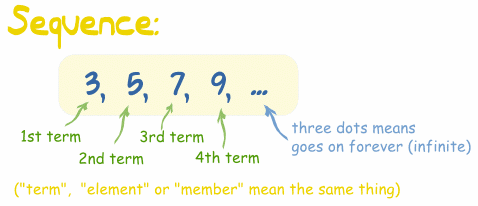 Sequence:
3, 5, 7, 9, ...
1st term
2nd term
3rd term
4th term
three dots means
goes on forever (infinite)
("term", "element" or "member" mean the same thing)